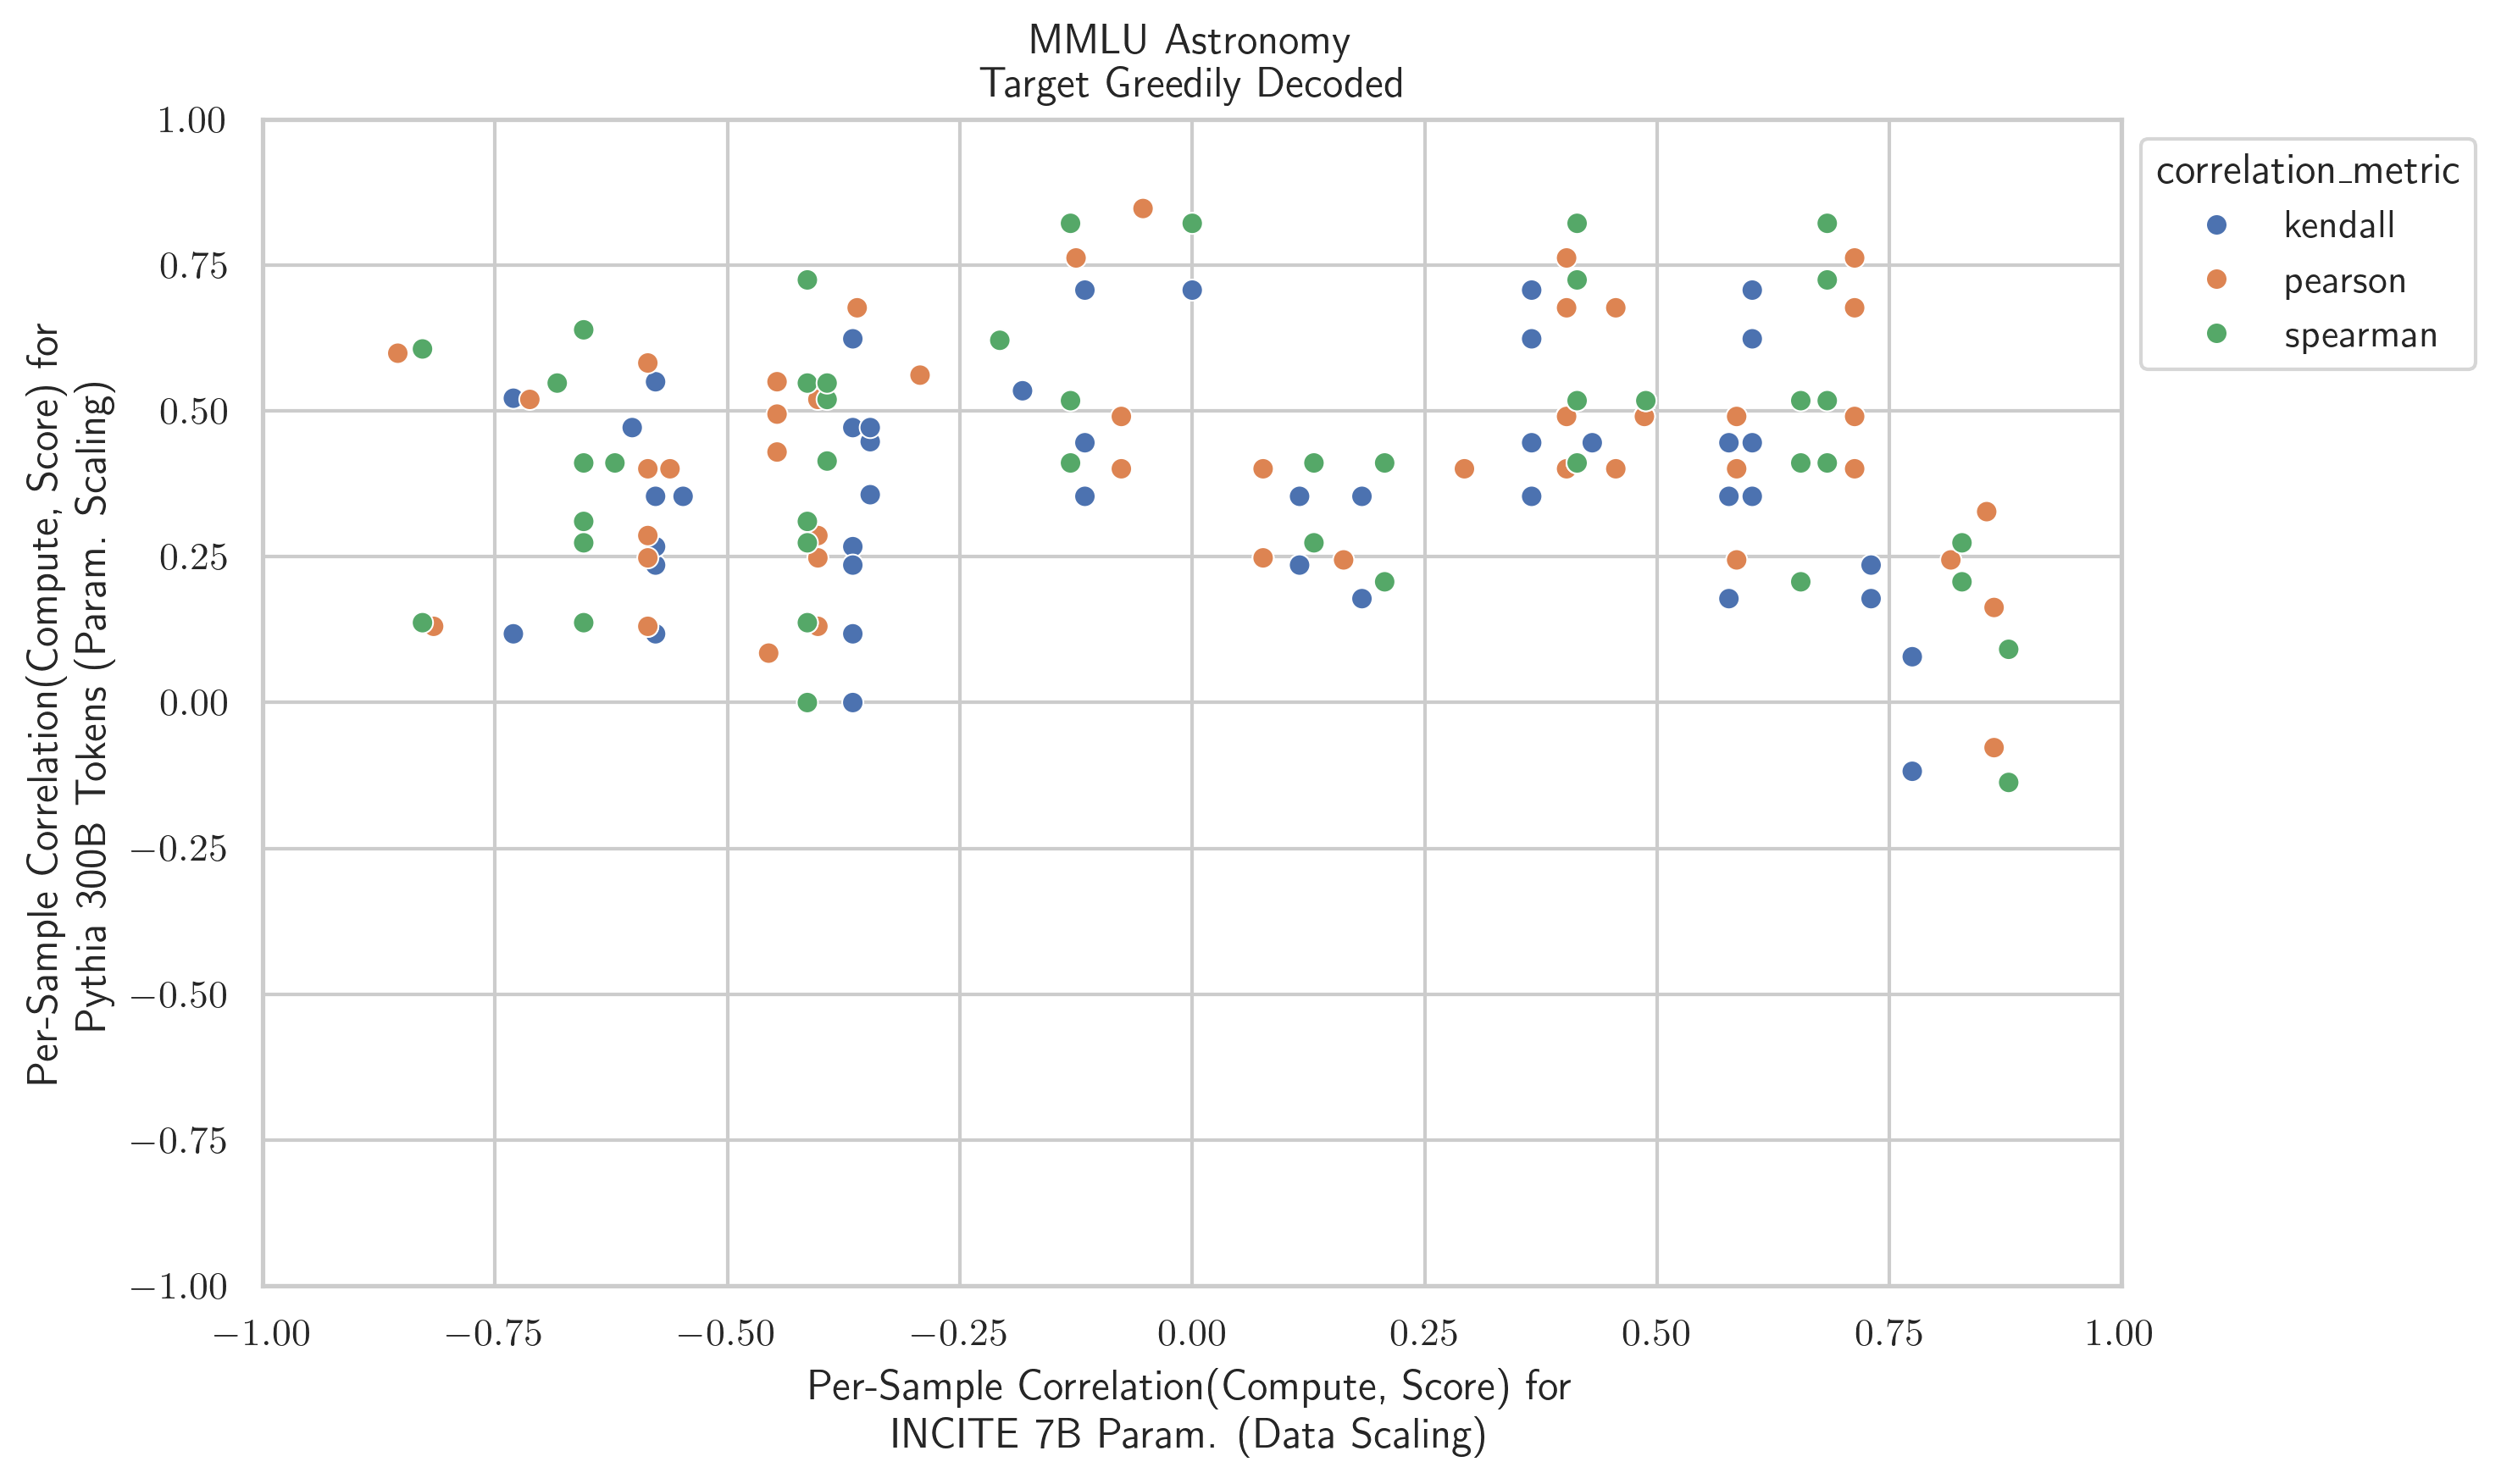 MMLU Astronomy
Target Greedily Decoded
Per-Sample Correlation(Compute, Score) for
Pythia 300B Tokens (Param. Scaling)
1.00
0.75
0.50
0.25
0.00
−0.25
−0.50
−0.75
−1.00
−1.00 −0.75 −0.50 −0.25 0.00 0.25 0.50 0.75 1.00
Per-Sample Correlation(Compute, Score) for
INCITE 7B Param. (Data Scaling)
correlation_metric
kendall
pearson
spearman